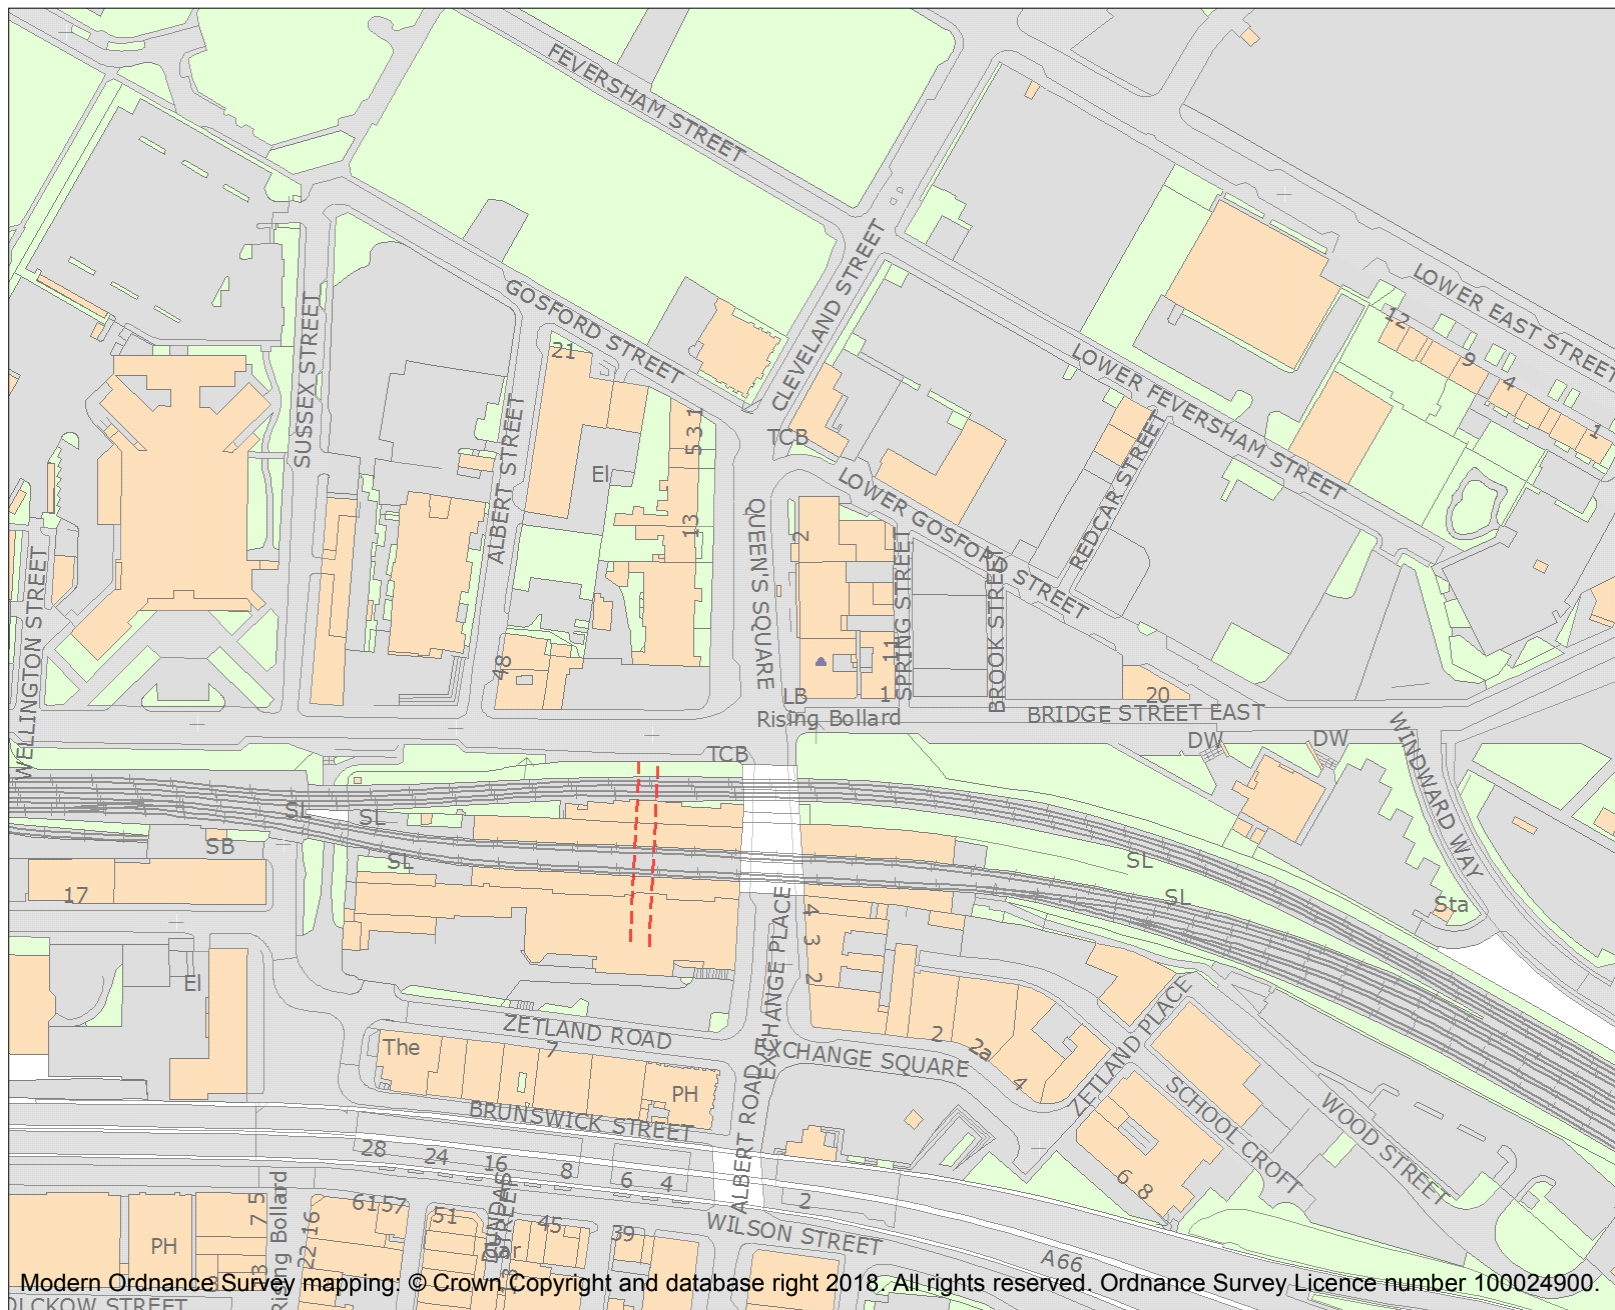 FEVERSHAM STREET
GOSFORD STREET
CLEVELAND STREET
LOWER EAST STREET
SUSSEX STREET
21
ALBERT STREET
5 3 1
TCB
LOWER FEVERSHAM STREET
12
9
4
1
El
13
QUEEN'S SQUARE
2
LOWER GOSFORD STREET
REDCAR STREET
SPRING STREET
BROOK STREET
WELLINGTON STREET
48
11
LB
1
20
Rising Bollard
BRIDGE STREET EAST
WINDWARD WAY
TCB
DW
DW
SL
SL
SB
SL
SL
SL
17
Sta
4
3
2
El
EXCHANGE PLACE
ZETLAND ROAD
The
7
PH
EXCHANGE SQUARE
2
2a
4
ZETLAND PLACE
SCHOOL CROFT
WOOD STREET
BRUNSWICK STREET
ALBERT ROAD
28
24
16
8
6
4
2
6
8
Rising Bollard
7 5
22 16
61 57
51
45
39
WILSON STREET
A66
PH
STREET
Modern Ordnance Survey mapping: © Crown Copyright and database right 2018. All rights reserved. Ordnance Survey Licence number 100024900.